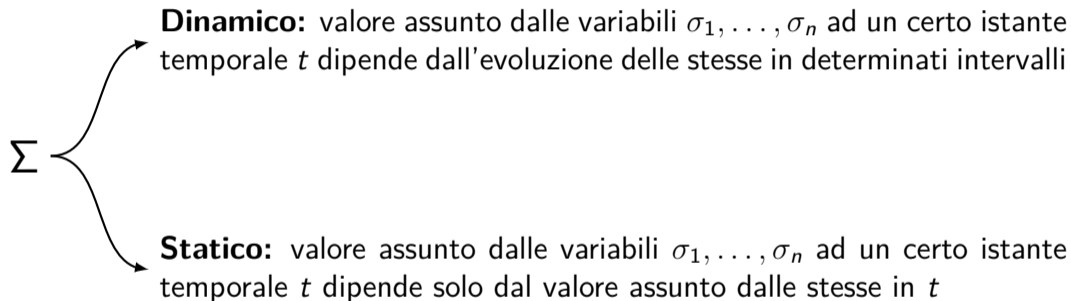 Dinamico: valore assunto dalle variabili σ₁, . . . , σₙ ad un certo istante
temporale t dipende dall'evoluzione delle stesse in determinati intervalli
Σ
Statico: valore assunto dalle variabili σ₁, . . . , σₙ ad un certo istante
temporale t dipende solo dal valore assunto dalle stesse in t